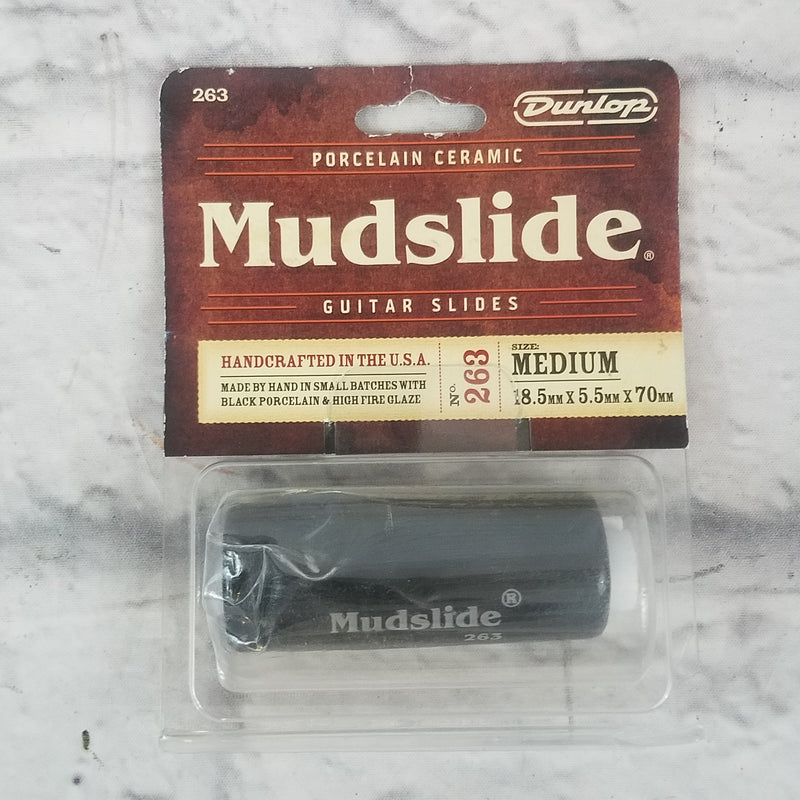 263
Dunlop
PORCELAIN CERAMIC
Mudslide®
GUITAR SLIDES
HANDCRAFTED IN THE U.S.A.
MADE BY HAND IN SMALL BATCHES WITH
BLACK PORCELAIN & HIGH FIRE GLAZE
No. 263
SIZE:
MEDIUM
18.5MM X 5.5MM X 70MM
Mudslide®
263